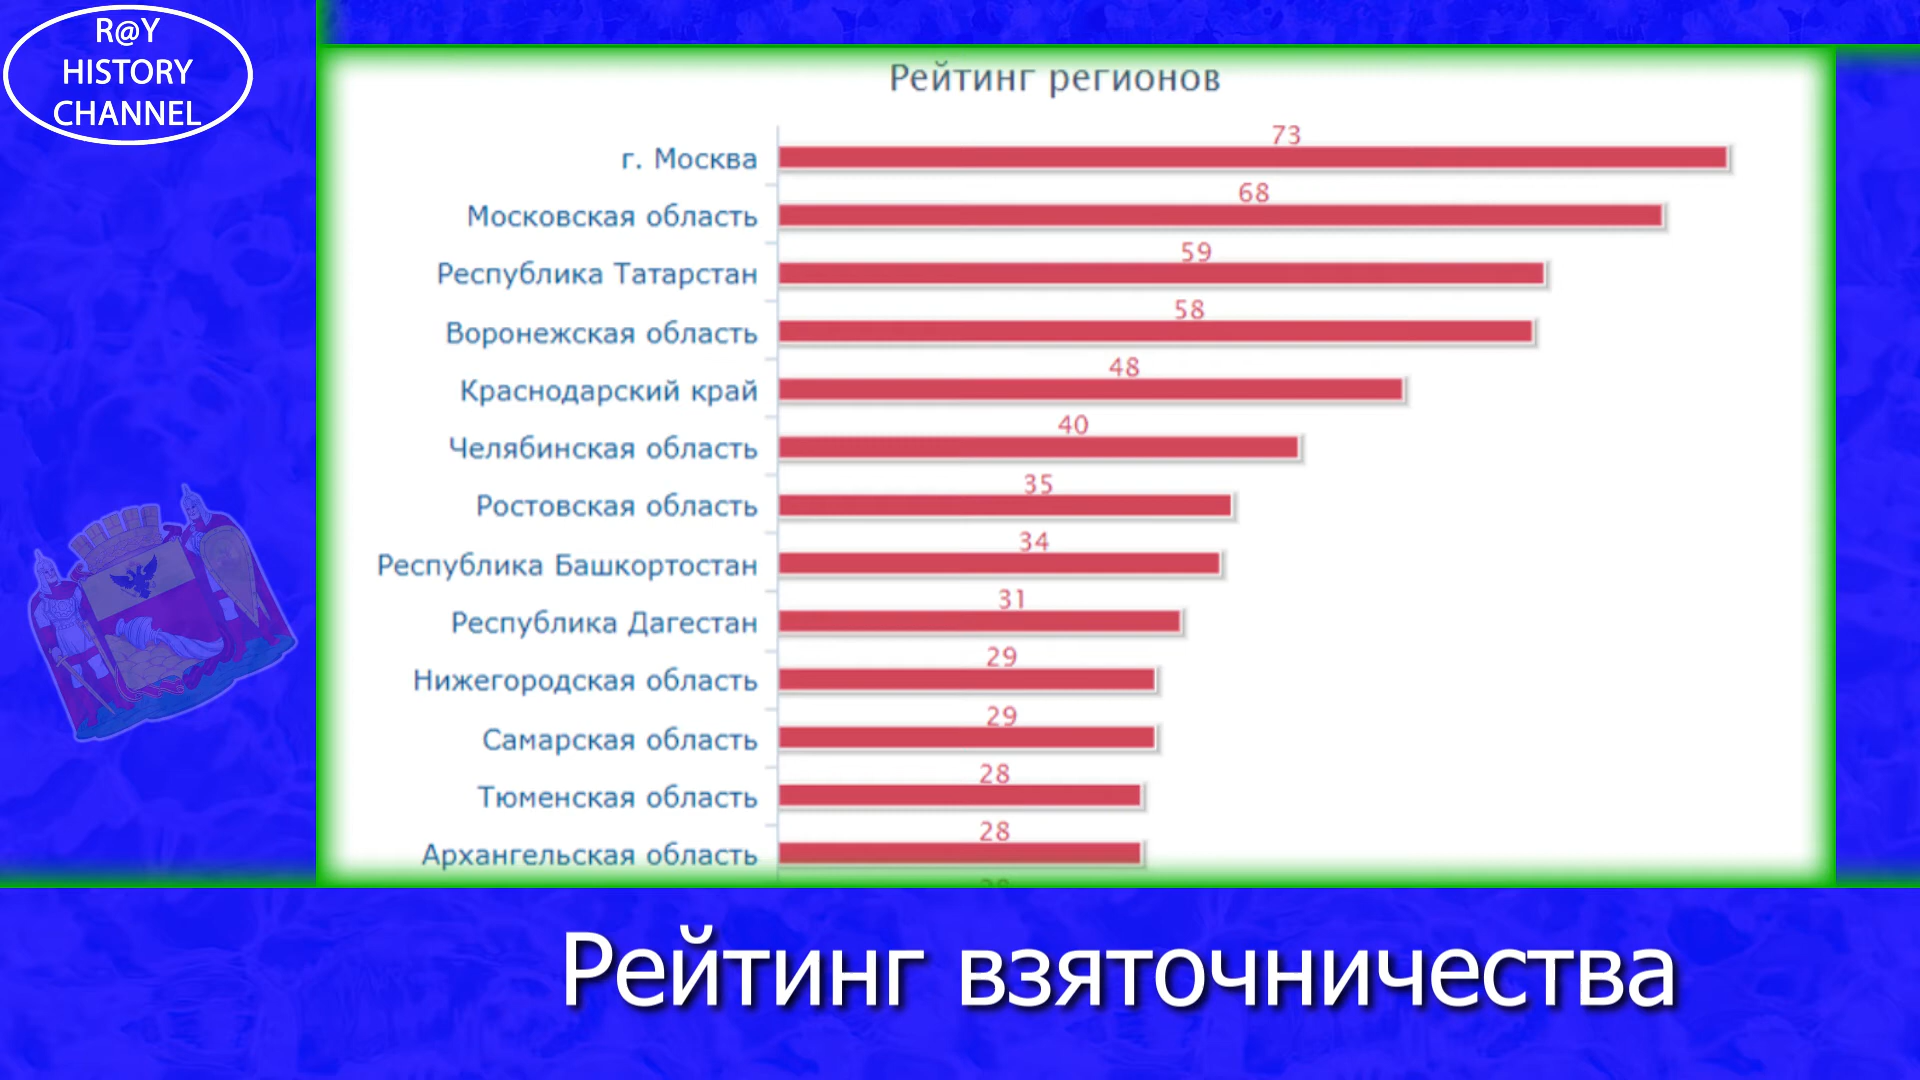 R@Y
HISTORY
CHANNEL
Рейтинг регионов
73
г. Москва
68
Московская область
59
Республика Татарстан
58
Воронежская область
48
Краснодарский край
40
Челябинская область
35
Ростовская область
34
Республика Башкортостан
31
Республика Дагестан
29
Нижегородская область
29
Самарская область
28
Тюменская область
28
Архангельская область
Рейтинг взяточничества